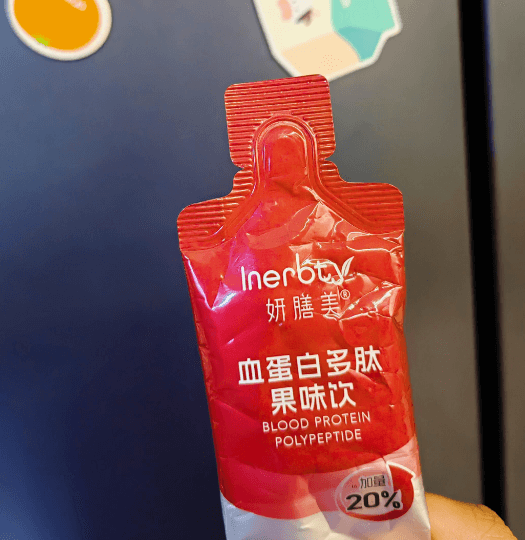 Inerbty
妍膳美®
血蛋白多肽
果味饮
BLOOD PROTEIN
POLYPEPTIDE
加量
20%